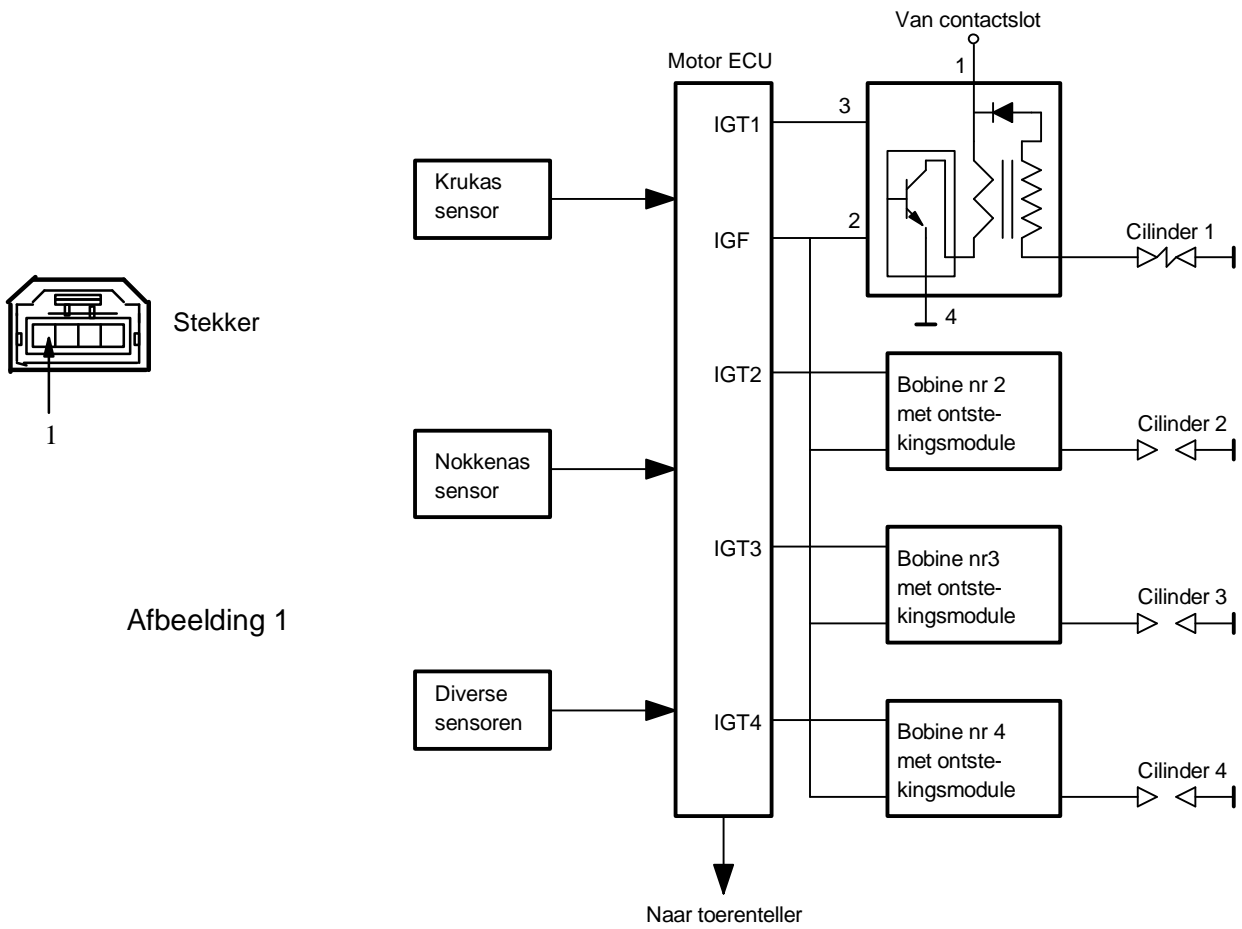 Van contactslot
1
Motor ECU
3
IGT1
Krukas
sensor
2
IGF
Cilinder 1
Stekker
4
1
IGT2
Bobine nr 2
met ontste-
kingsmodule
Cilinder 2
Nokkenas
sensor
IGT3
Bobine nr3
met ontste-
kingsmodule
Cilinder 3
Afbeelding 1
Diverse
sensoren
IGT4
Bobine nr 4
met ontste-
kingsmodule
Cilinder 4
Naar toerenteller